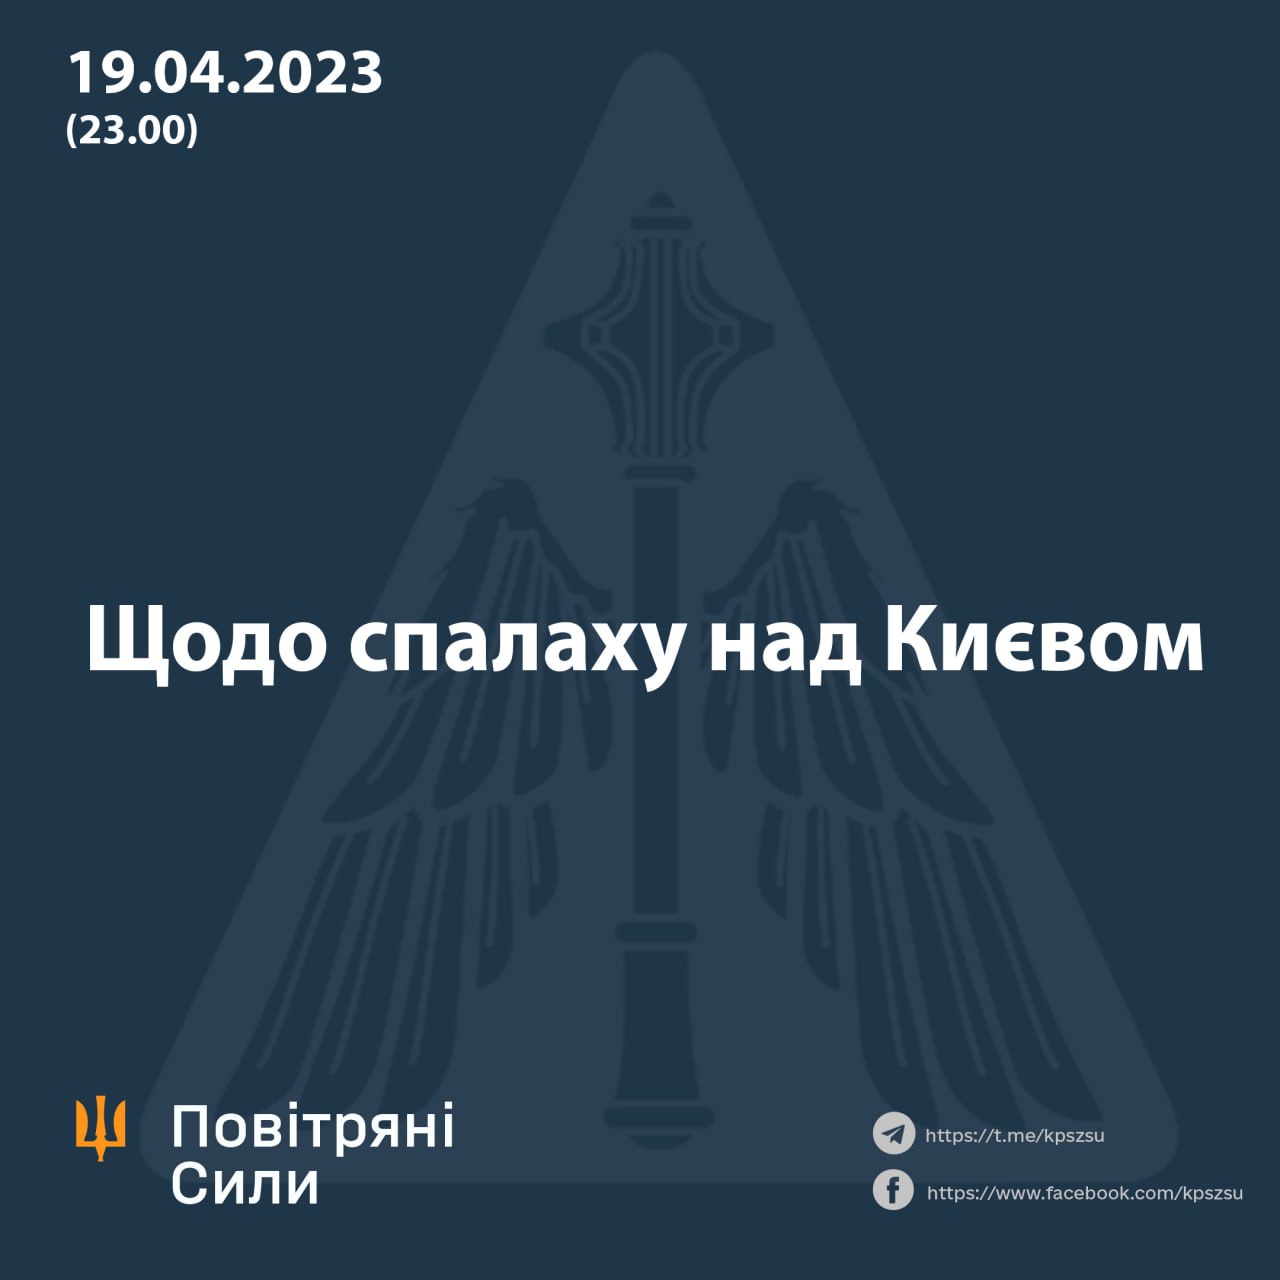 19.04.2023
(23.00)
Щодо спалаху над Києвом
Повітряні
Сили
https://t.me/kpszsu
https://www.facebook.com/kpszsu